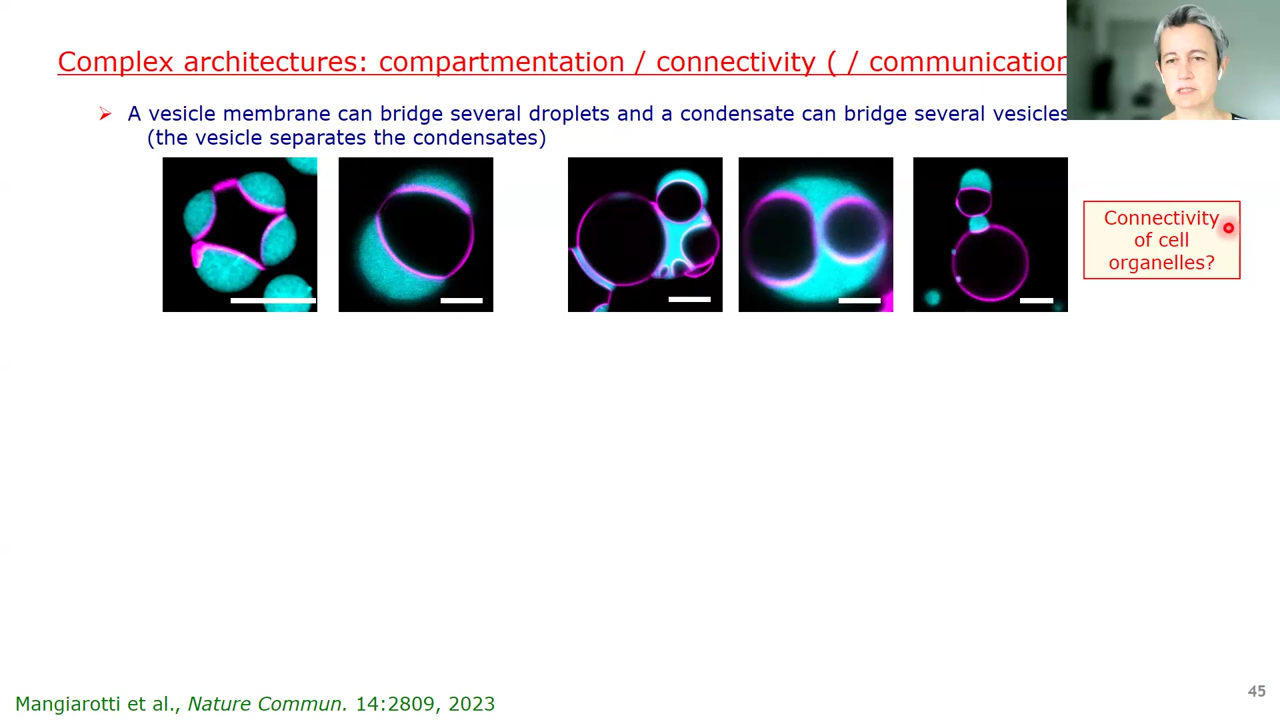 Complex architectures: compartmentation / connectivity ( / communication
➢ A vesicle membrane can bridge several droplets and a condensate can bridge several vesicles
(the vesicle separates the condensates)
Connectivity
of cell
organelles?
Mangiarotti et al., Nature Commun. 14:2809, 2023
45